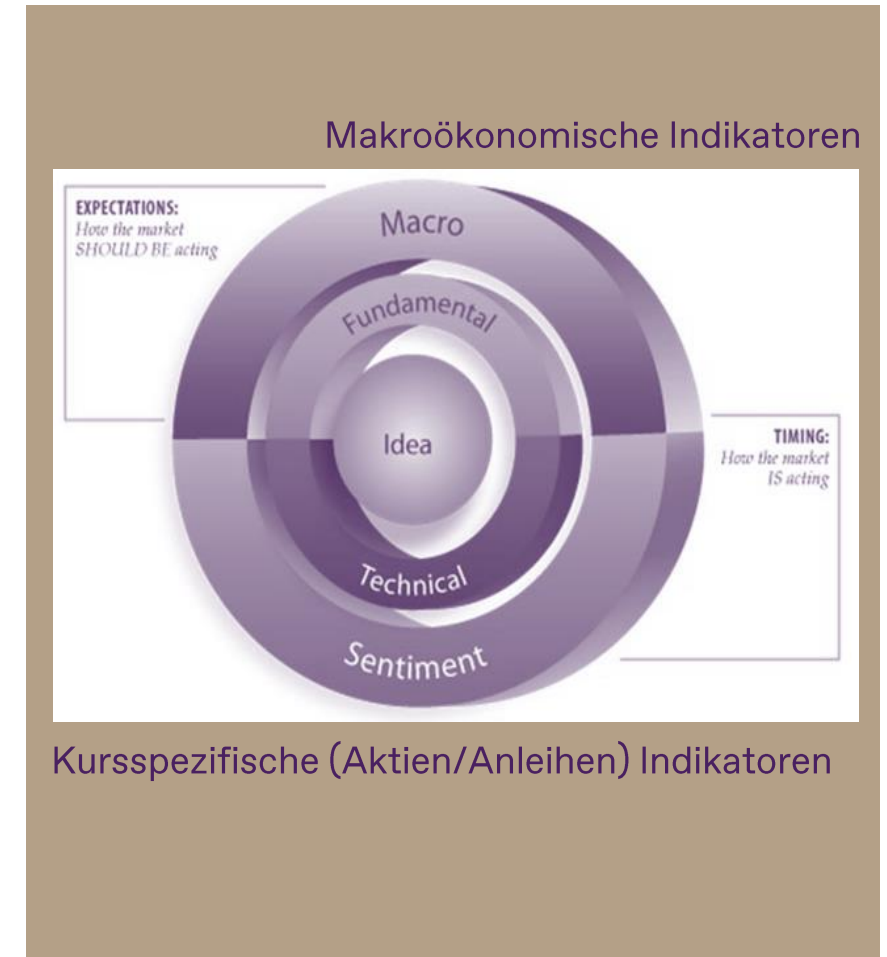 Makroökonomische Indikatoren
EXPECTATIONS:
How the market
SHOULD BE acting
Macro
Fundamental
Idea
TIMING:
How the market
IS acting
Technical
Sentiment
Kursspezifische (Aktien/Anleihen) Indikatoren